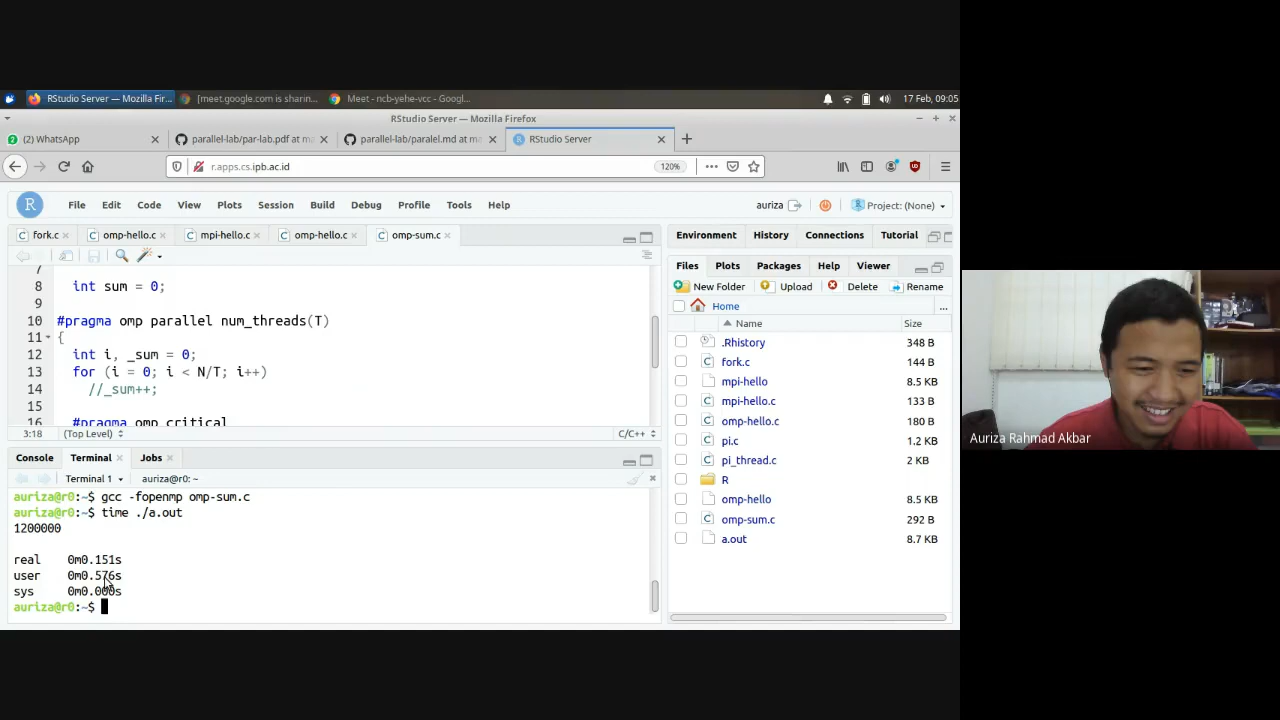 RStudio Server — Mozilla Fir...
[meet.google.com is sharin...
Meet - ncb-yehe-vcc - Googl...
17 Feb, 09:05
RStudio Server — Mozilla Firefox
(2) WhatsApp
parallel-lab/par-lab.pdf at ma
parallel-lab/paralel.md at ma
RStudio Server
r.apps.cs.ipb.ac.id
120%
File Edit Code View Plots Session Build Debug Profile Tools Help
auriza
Project: (None)
fork.c
omp-hello.c
mpi-hello.c
omp-hello.c
omp-sum.c
7
8 int sum = 0;
9
10 #pragma omp parallel num_threads(T)
11 {
12 int i, _sum = 0;
13 for (i = 0; i < N/T; i++)
14 //_sum++;
15
16 #pragma omp critical
3:18 (Top Level) C/C++
Console Terminal Jobs
Terminal 1 auriza@r0: ~
auriza@r0:~$ gcc -fopenmp omp-sum.c
auriza@r0:~$ time ./a.out
1200000
real 0m0.151s
user 0m0.576s
sys 0m0.000s
auriza@r0:~$
Environment History Connections Tutorial
Files Plots Packages Help Viewer
New Folder Upload Delete Rename
Home ...
Name Size
.Rhistory 348 B
fork.c 144 B
mpi-hello 8.5 KB
mpi-hello.c 133 B
omp-hello.c 180 B
pi.c 1.2 KB
pi_thread.c 2 KB
R
omp-hello 8.5 KB
omp-sum.c 292 B
a.out 8.7 KB
Auriza Rahmad Akbar